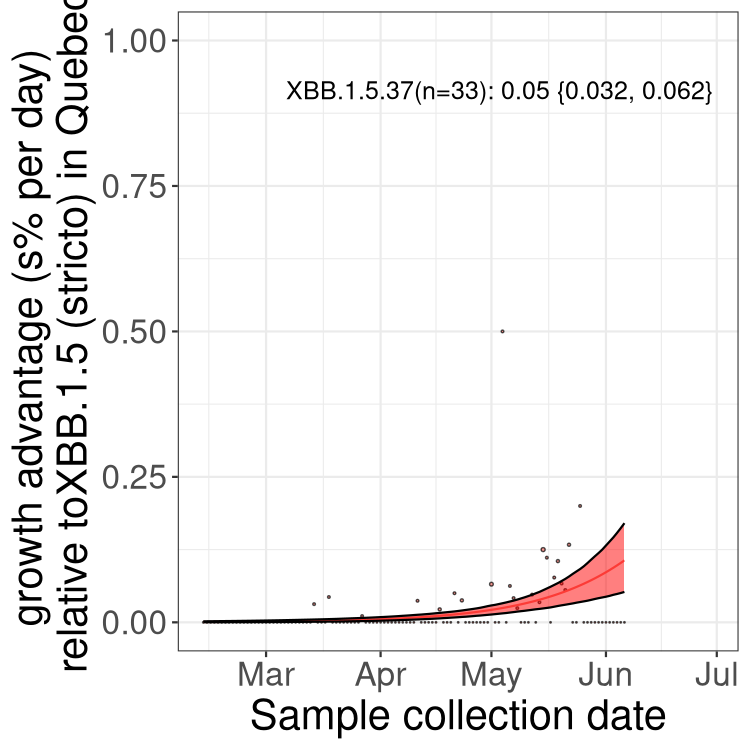 growth advantage (s% per day)
relative toXBB.1.5 (stricto) in Quebec
1.00
XBB.1.5.37(n=33): 0.05 {0.032, 0.062}
0.75
0.50
0.25
0.00
Mar Apr May Jun Jul
Sample collection date